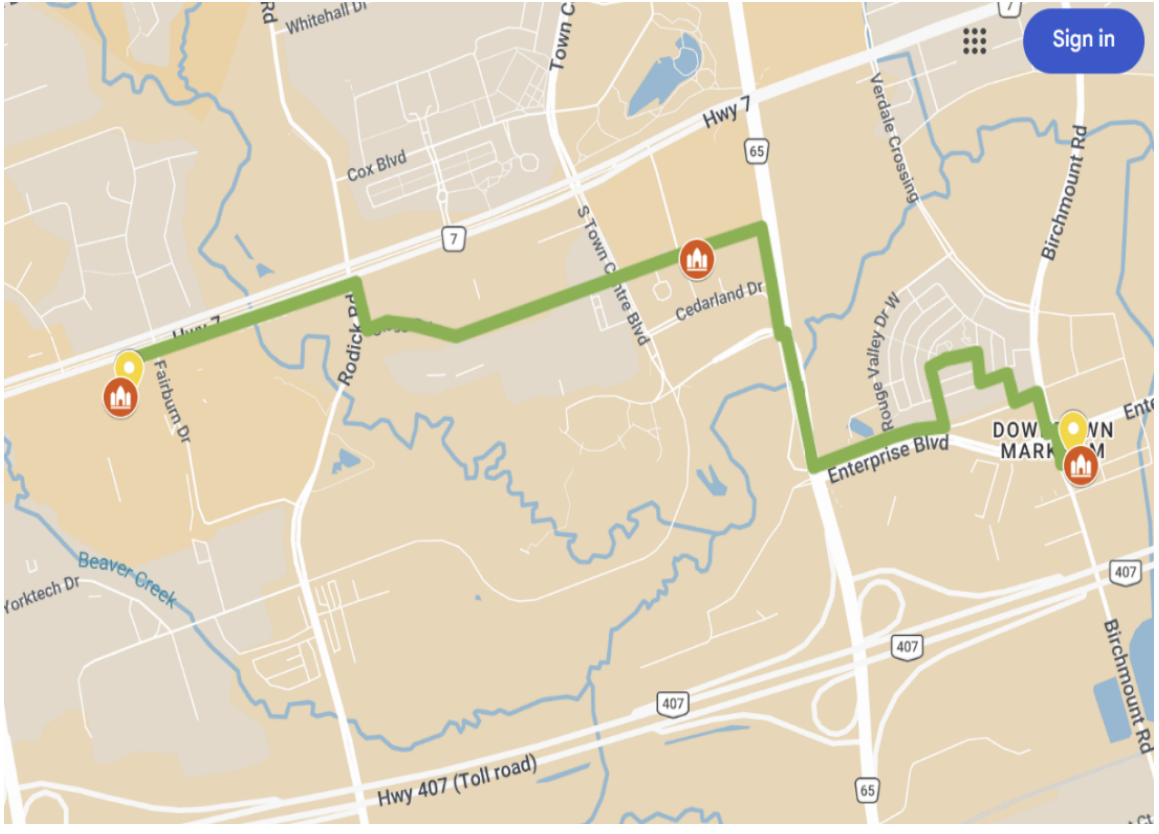 Rd
Whitehall Dr
Town C
7
Sign in
Hwy 7
65
Verdale Crossing
Birchmount Rd
Cox Blvd
7
S Town Centre Blvd
Cedarland Dr
Rodick Rd
Hwy 7
Fairburn Dr
Rouge Valley Dr W
Enterprise Blvd
Ente
DOWNTOWN
MARKHAM
Beaver Creek
Yorktech Dr
407
407
407
Birchmount Rd
Hwy 407 (Toll road)
65